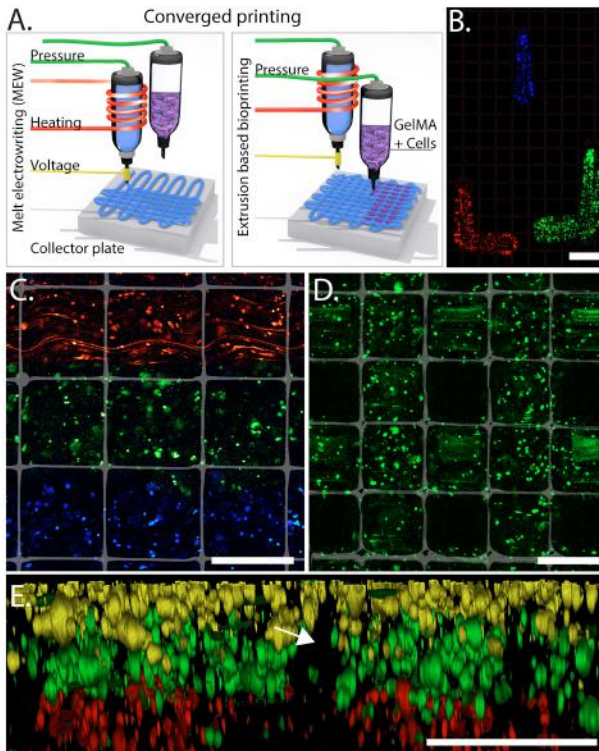 A.
Converged printing
B.
Melt electrowriting (MEW)
Pressure
Heating
Voltage
Collector plate
Extrusion based bioprinting
Pressure
GelMA
+ Cells
C.
D.
E.